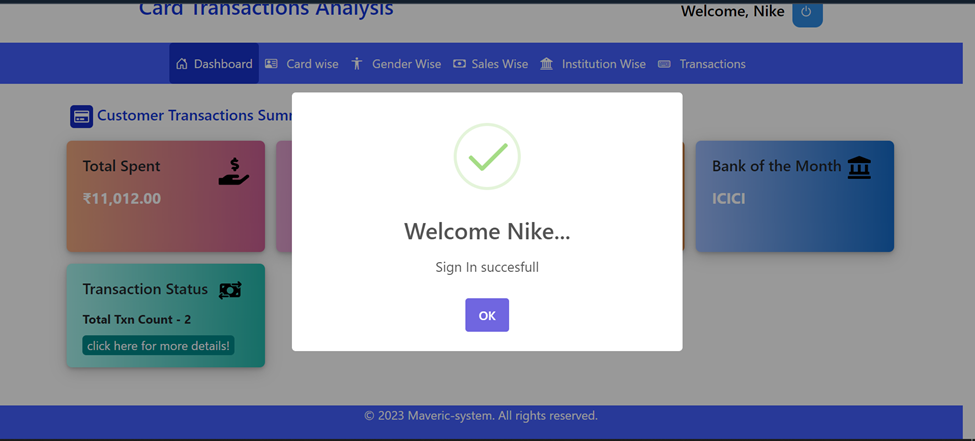 Card Transactions Analysis
Welcome, Nike
Dashboard Card wise Gender Wise Sales Wise Institution Wise Transactions
Customer Transactions
Total Spent
₹11,012.00
Bank of the Month
ICICI
Transaction Status
Total Txn Count - 2
click here for more details!
Welcome Nike...
Sign In succesfull
OK
© 2023 Maveric-system. All rights reserved.